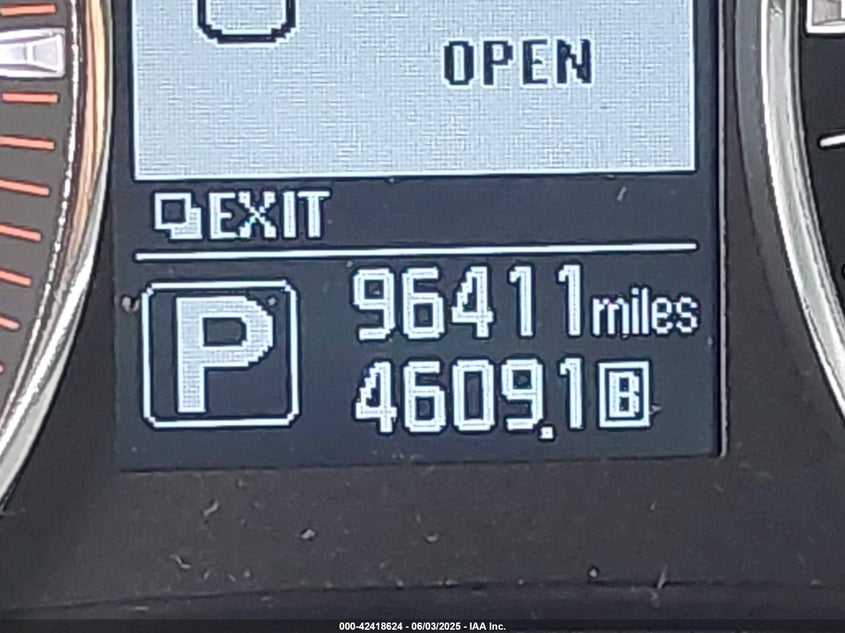 OPEN
EXIT
P
96411 miles
4609.1 B
000-42418624 - 06/03/2025 - IAA Inc.